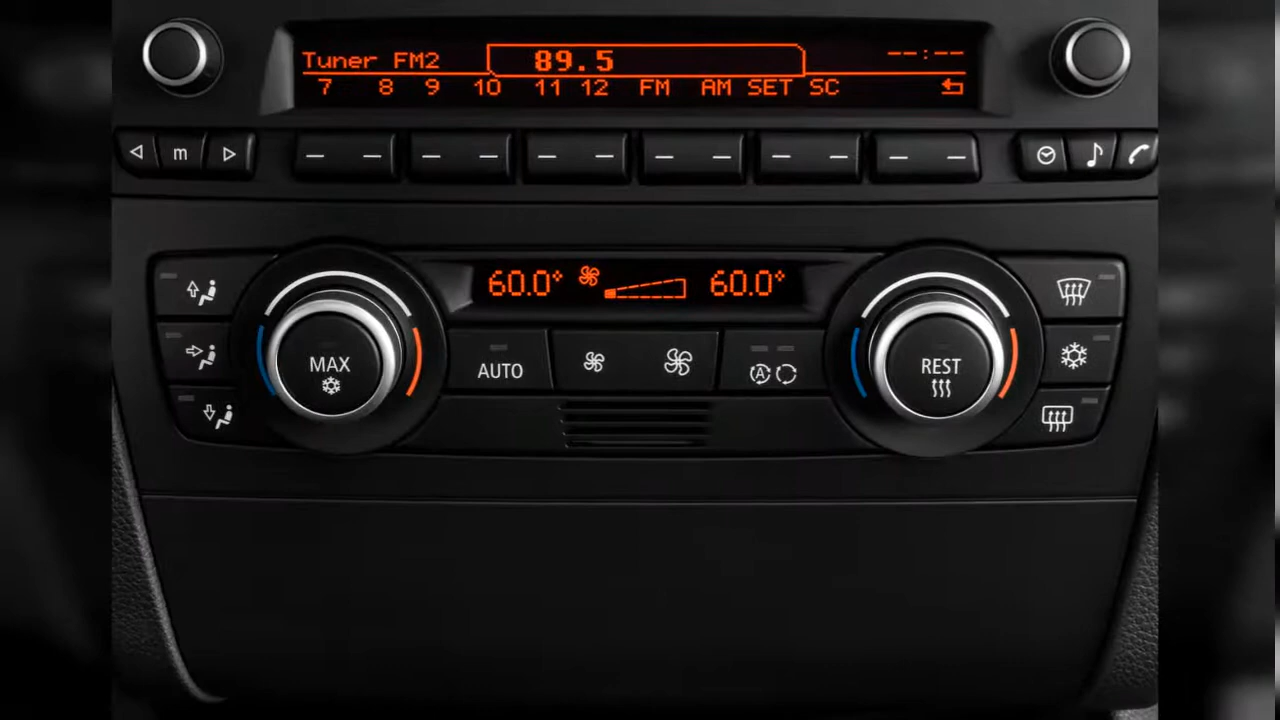 Tuner FM2 89.5 --:--
7 8 9 10 11 12 FM AM SET SC
m
60.0° 60.0°
MAX
AUTO
A
REST